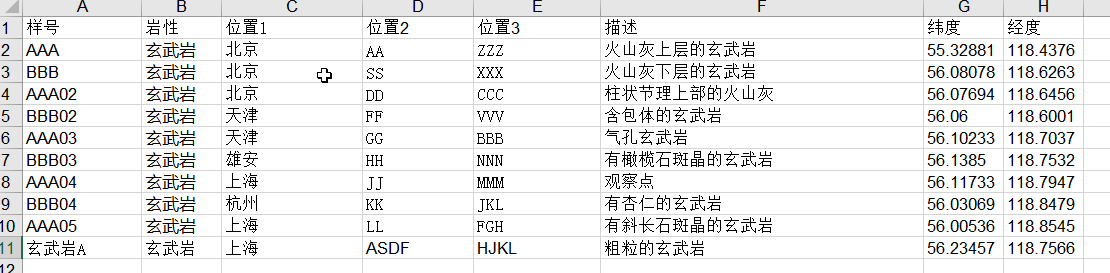 A B C D E F G H
1 样号 岩性 位置1 位置2 位置3 描述 纬度 经度
2 AAA 玄武岩 北京 AA ZZZ 火山灰上层的玄武岩 55.32881 118.4376
3 BBB 玄武岩 北京 SS XXX 火山灰下层的玄武岩 56.08078 118.6263
4 AAA02 玄武岩 北京 DD CCC 柱状节理上部的火山灰 56.07694 118.6456
5 BBB02 玄武岩 天津 FF VVV 含包体的玄武岩 56.06 118.6001
6 AAA03 玄武岩 天津 GG BBB 气孔玄武岩 56.10233 118.7037
7 BBB03 玄武岩 雄安 HH NNN 有橄榄石斑晶的玄武岩 56.1385 118.7532
8 AAA04 玄武岩 上海 JJ MMM 观察点 56.11733 118.7947
9 BBB04 玄武岩 杭州 KK JKL 有杏仁的玄武岩 56.03069 118.8479
10 AAA05 玄武岩 上海 LL FGH 有斜长石斑晶的玄武岩 56.00536 118.8545
11 玄武岩A 玄武岩 上海 ASDF HJKL 粗粒的玄武岩 56.23457 118.7566
12